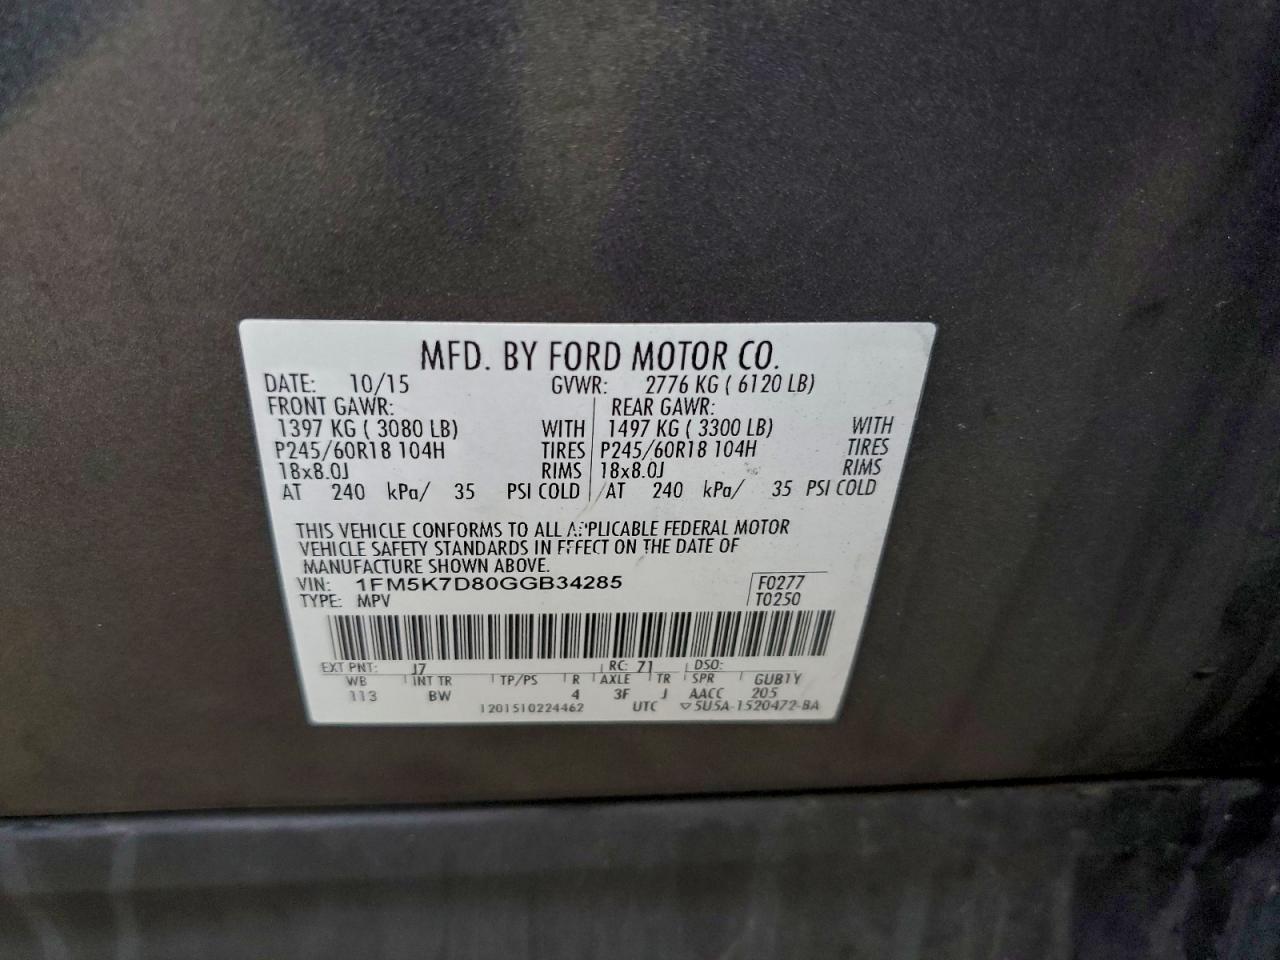 MFD. BY FORD MOTOR CO.
DATE: 10/15 GVWR: 2776 KG ( 6120 LB)
FRONT GAWR: REAR GAWR:
1397 KG ( 3080 LB) WITH 1497 KG ( 3300 LB) WITH
P245/60R18 104H TIRES P245/60R18 104H TIRES
18x8.0J RIMS 18x8.0J RIMS
AT 240 kPa/ 35 PSI COLD AT 240 kPa/ 35 PSI COLD
THIS VEHICLE CONFORMS TO ALL APPLICABLE FEDERAL MOTOR
VEHICLE SAFETY STANDARDS IN EFFECT ON THE DATE OF
MANUFACTURE SHOWN ABOVE.
VIN: 1FM5K7D80GGB34285 F0277
TYPE: MPV T0250
EXT PNT: J7 RC: 71 DSO:
WB INT TR TP/PS R AXLE TR SPR GUB1Y
113 BW 4 3F J AACC 205
1201510224462 UTC ▽5U5A-1520472-BA